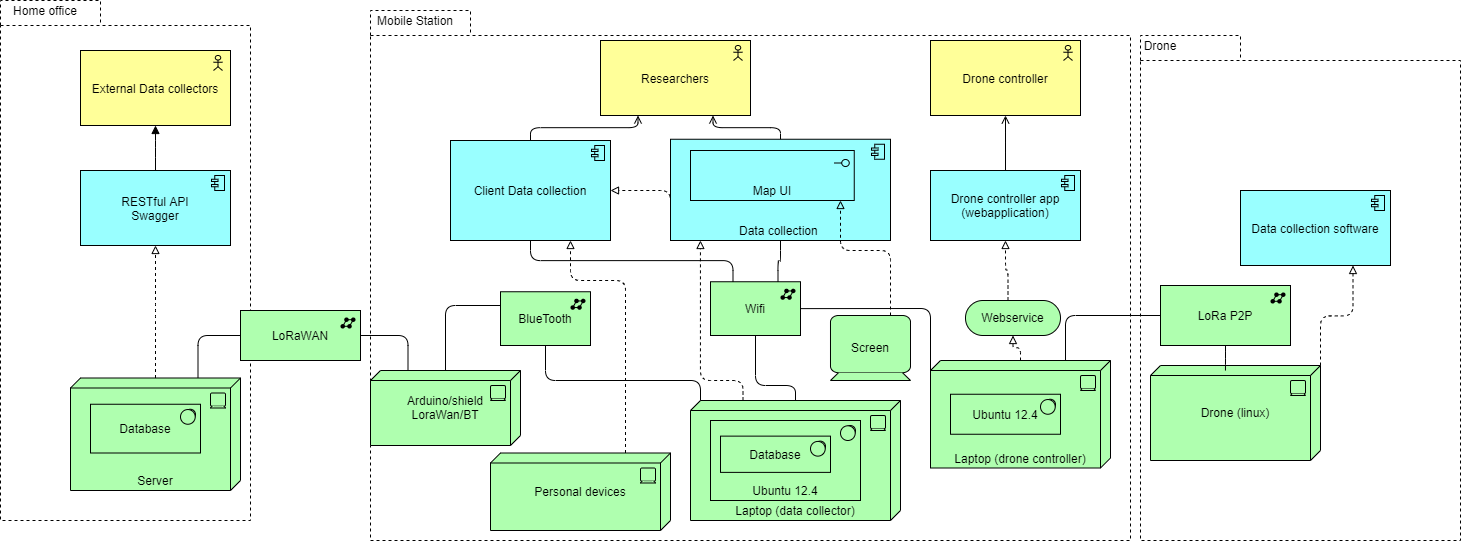 Home office
Mobile Station
Drone
External Data collectors
Researchers
Drone controller
RESTful API
Swagger
Client Data collection
Map UI
Data collection
Drone controller app
(webapplication)
Data collection software
LoRaWAN
BlueTooth
Wifi
Screen
Webservice
LoRa P2P
Database
Server
Arduino/shield
LoraWan/BT
Personal devices
Database
Ubuntu 12.4
Laptop (data collector)
Ubuntu 12.4
Laptop (drone controller)
Drone (linux)